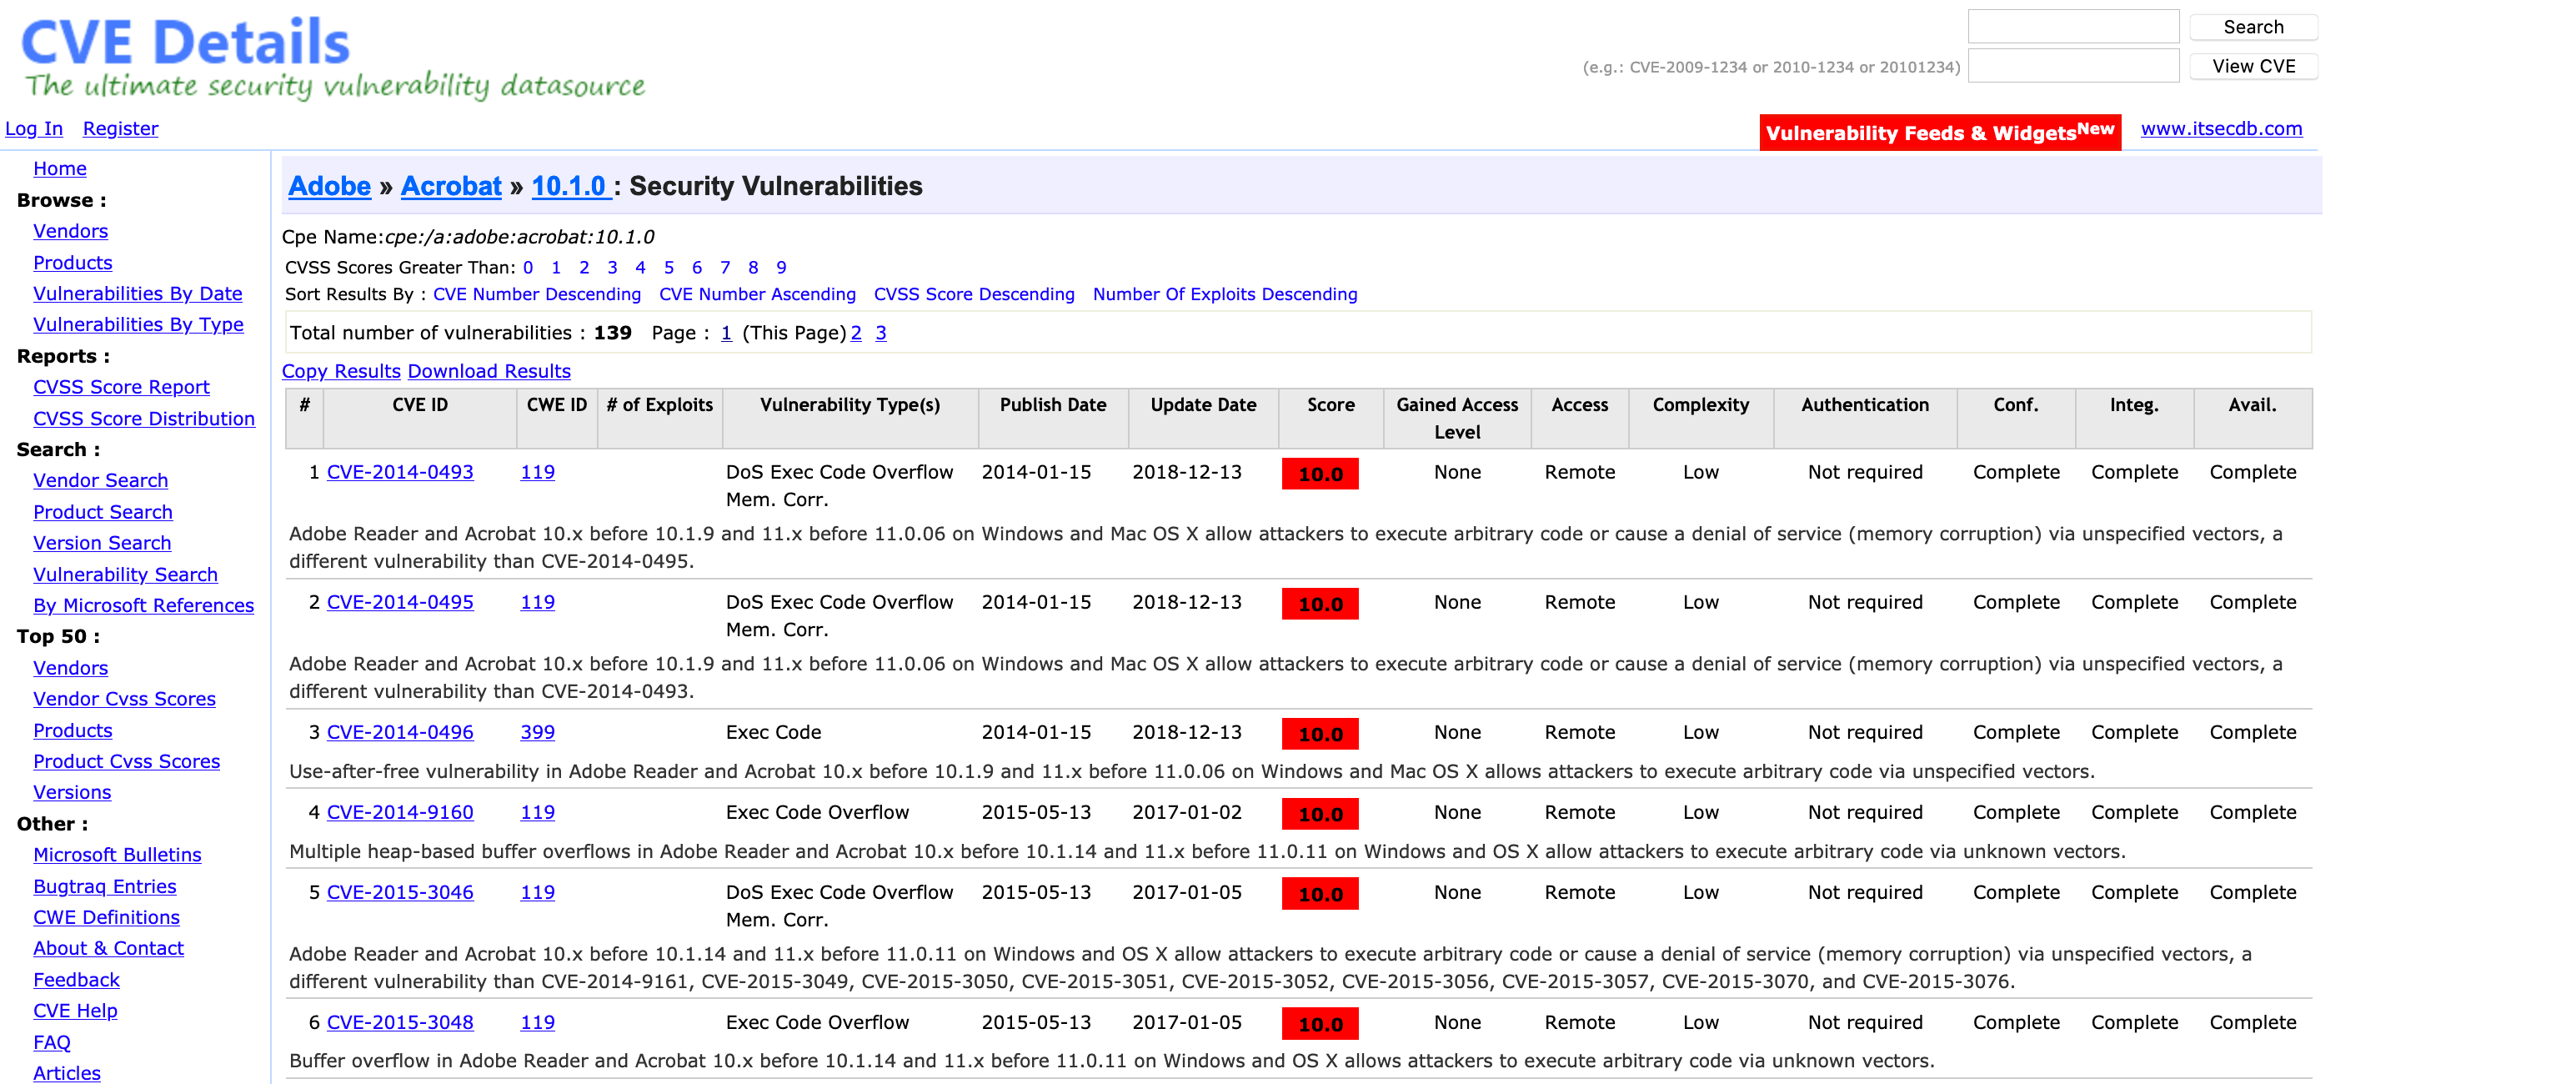 CVE Details
The ultimate security vulnerability datasource
Search
(e.g.: CVE-2009-1234 or 2010-1234 or 20101234) View CVE
Log In Register
Vulnerability Feeds & WidgetsNew www.itsecdb.com
Home
Browse :
Vendors
Products
Vulnerabilities By Date
Vulnerabilities By Type
Reports :
CVSS Score Report
CVSS Score Distribution
Search :
Vendor Search
Product Search
Version Search
Vulnerability Search
By Microsoft References
Top 50 :
Vendors
Vendor Cvss Scores
Products
Product Cvss Scores
Versions
Other :
Microsoft Bulletins
Bugtraq Entries
CWE Definitions
About & Contact
Feedback
CVE Help
FAQ
Articles
Adobe » Acrobat » 10.1.0 : Security Vulnerabilities
Cpe Name:cpe:/a:adobe:acrobat:10.1.0
CVSS Scores Greater Than: 0 1 2 3 4 5 6 7 8 9
Sort Results By : CVE Number Descending CVE Number Ascending CVSS Score Descending Number Of Exploits Descending
Total number of vulnerabilities : 139 Page : 1 (This Page) 2 3
Copy Results Download Results
# CVE ID CWE ID # of Exploits Vulnerability Type(s) Publish Date Update Date Score Gained Access Level Access Complexity Authentication Conf. Integ. Avail.
1 CVE-2014-0493 119 DoS Exec Code Overflow Mem. Corr. 2014-01-15 2018-12-13 10.0 None Remote Low Not required Complete Complete Complete
Adobe Reader and Acrobat 10.x before 10.1.9 and 11.x before 11.0.06 on Windows and Mac OS X allow attackers to execute arbitrary code or cause a denial of service (memory corruption) via unspecified vectors, a
different vulnerability than CVE-2014-0495.
2 CVE-2014-0495 119 DoS Exec Code Overflow Mem. Corr. 2014-01-15 2018-12-13 10.0 None Remote Low Not required Complete Complete Complete
Adobe Reader and Acrobat 10.x before 10.1.9 and 11.x before 11.0.06 on Windows and Mac OS X allow attackers to execute arbitrary code or cause a denial of service (memory corruption) via unspecified vectors, a
different vulnerability than CVE-2014-0493.
3 CVE-2014-0496 399 Exec Code 2014-01-15 2018-12-13 10.0 None Remote Low Not required Complete Complete Complete
Use-after-free vulnerability in Adobe Reader and Acrobat 10.x before 10.1.9 and 11.x before 11.0.06 on Windows and Mac OS X allows attackers to execute arbitrary code via unspecified vectors.
4 CVE-2014-9160 119 Exec Code Overflow 2015-05-13 2017-01-02 10.0 None Remote Low Not required Complete Complete Complete
Multiple heap-based buffer overflows in Adobe Reader and Acrobat 10.x before 10.1.14 and 11.x before 11.0.11 on Windows and OS X allow attackers to execute arbitrary code via unknown vectors.
5 CVE-2015-3046 119 DoS Exec Code Overflow Mem. Corr. 2015-05-13 2017-01-05 10.0 None Remote Low Not required Complete Complete Complete
Adobe Reader and Acrobat 10.x before 10.1.14 and 11.x before 11.0.11 on Windows and OS X allow attackers to execute arbitrary code or cause a denial of service (memory corruption) via unspecified vectors, a
different vulnerability than CVE-2014-9161, CVE-2015-3049, CVE-2015-3050, CVE-2015-3051, CVE-2015-3052, CVE-2015-3056, CVE-2015-3057, CVE-2015-3070, and CVE-2015-3076.
6 CVE-2015-3048 119 Exec Code Overflow 2015-05-13 2017-01-05 10.0 None Remote Low Not required Complete Complete Complete
Buffer overflow in Adobe Reader and Acrobat 10.x before 10.1.14 and 11.x before 11.0.11 on Windows and OS X allows attackers to execute arbitrary code via unknown vectors.